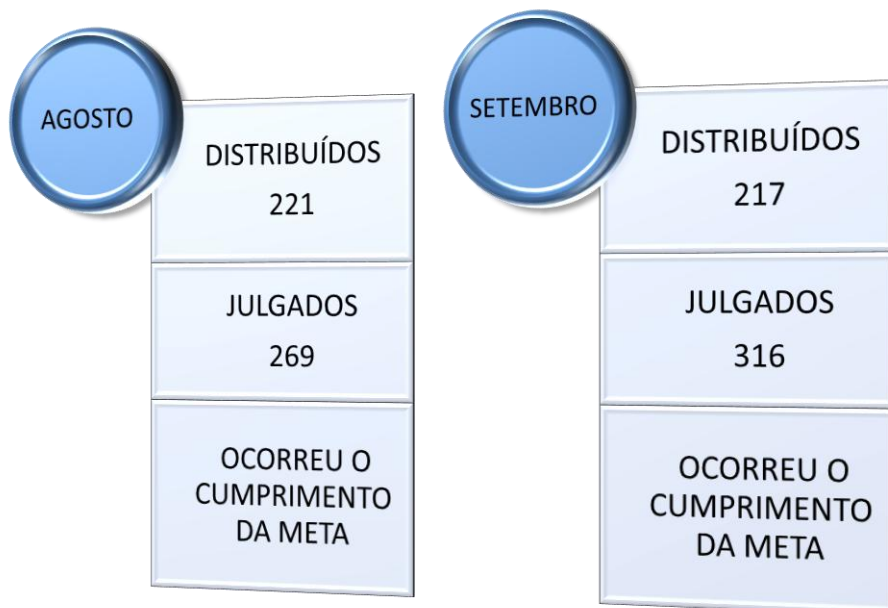 AGOSTO
DISTRIBUÍDOS
221
JULGADOS
269
OCORREU O
CUMPRIMENTO
DA META
SETEMBRO
DISTRIBUÍDOS
217
JULGADOS
316
OCORREU O
CUMPRIMENTO
DA META